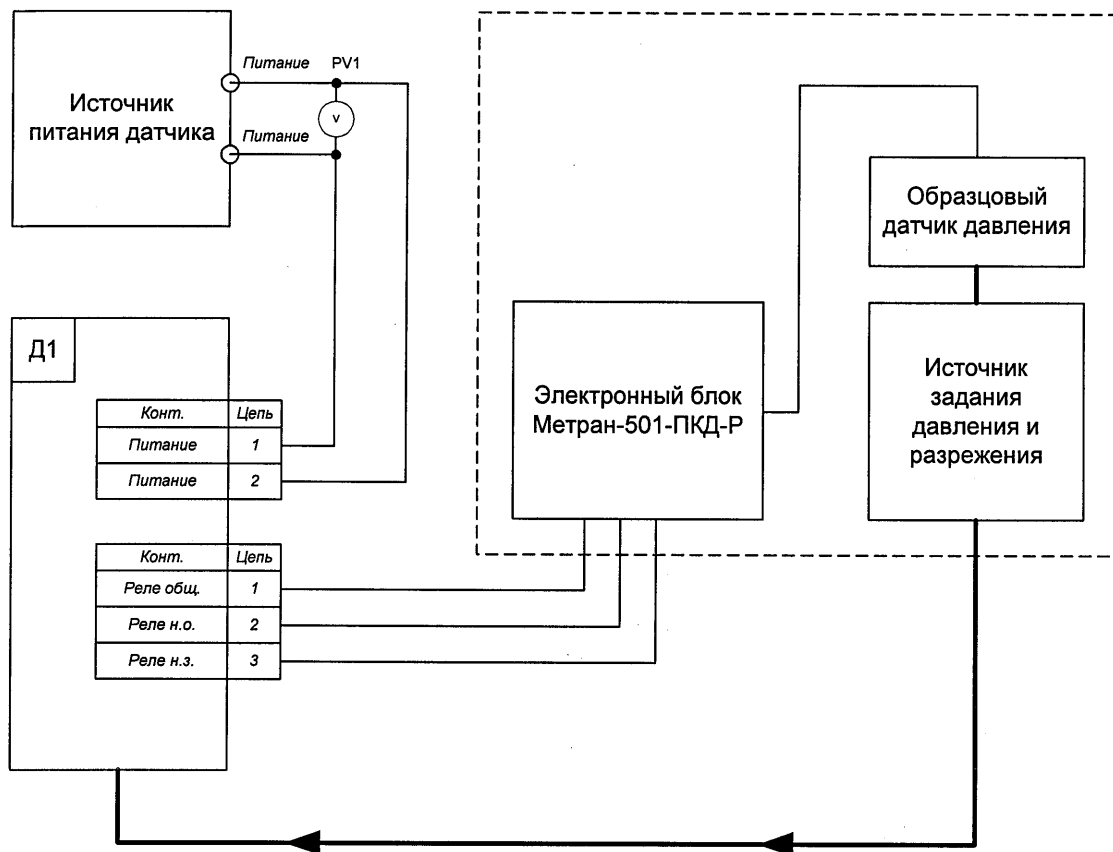 Источник
питания датчика
Питание
PV1
V
Питание
Образцовый
датчик давления
Электронный блок
Метран-501-ПКД-Р
Источник
задания
давления и
разрежения
Д1
Конт. Цепь
Питание 1
Питание 2
Конт. Цепь
Реле общ. 1
Реле н.о. 2
Реле н.з. 3